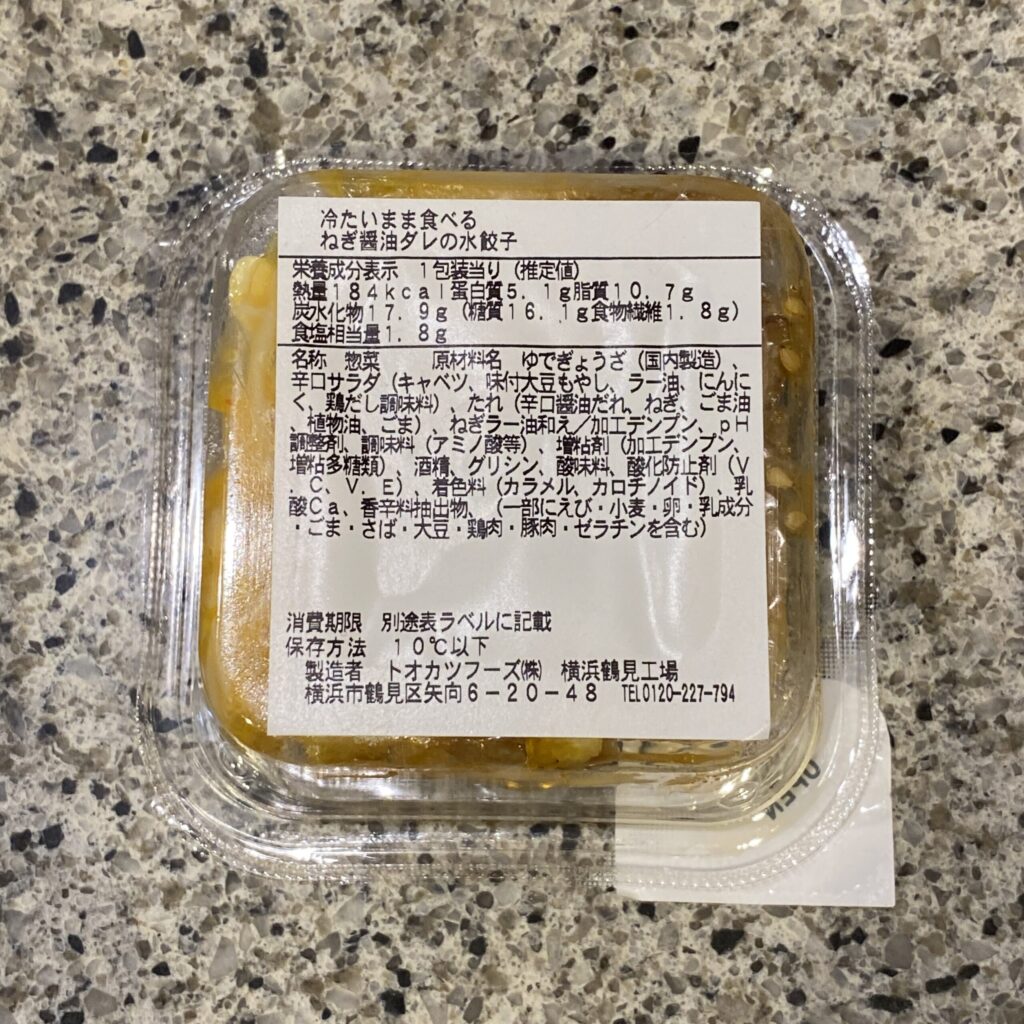 冷たいまま食べる
ねぎ醤油ダレの水餃子
栄養成分表示 1包装当り(推定値)
熱量184kcal蛋白質5.1g脂質10.7g
炭水化物17.9g(糖質16.1g食物繊維1.8g)
食塩相当量1.8g
名称 惣菜 原材料名 ゆでぎょうざ(国内製造)、
辛口サラダ(キャベツ、味付大豆もやし、ラー油、にんに
く、鶏だし調味料)、たれ(辛口醤油だれ、ねぎ、ごま油
、植物油、ごま)、ねぎラー油和え/加工デンプン、pH
調整剤、調味料(アミノ酸等)、増粘剤(加工デンプン、
増粘多糖類)、酒精、グリシン、酸味料、酸化防止剤(V
.C、V.E)、着色料(カラメル、カロチノイド)、乳
酸Ca、香辛料抽出物、(一部にえび・小麦・卵・乳成分
・ごま・さば・大豆・鶏肉・豚肉・ゼラチンを含む)
消費期限 別途表ラベルに記載
保存方法 10℃以下
製造者 トオカツフーズ㈱ 横浜鶴見工場
横浜市鶴見区矢向6-20-48 TEL0120-227-794
OPEN